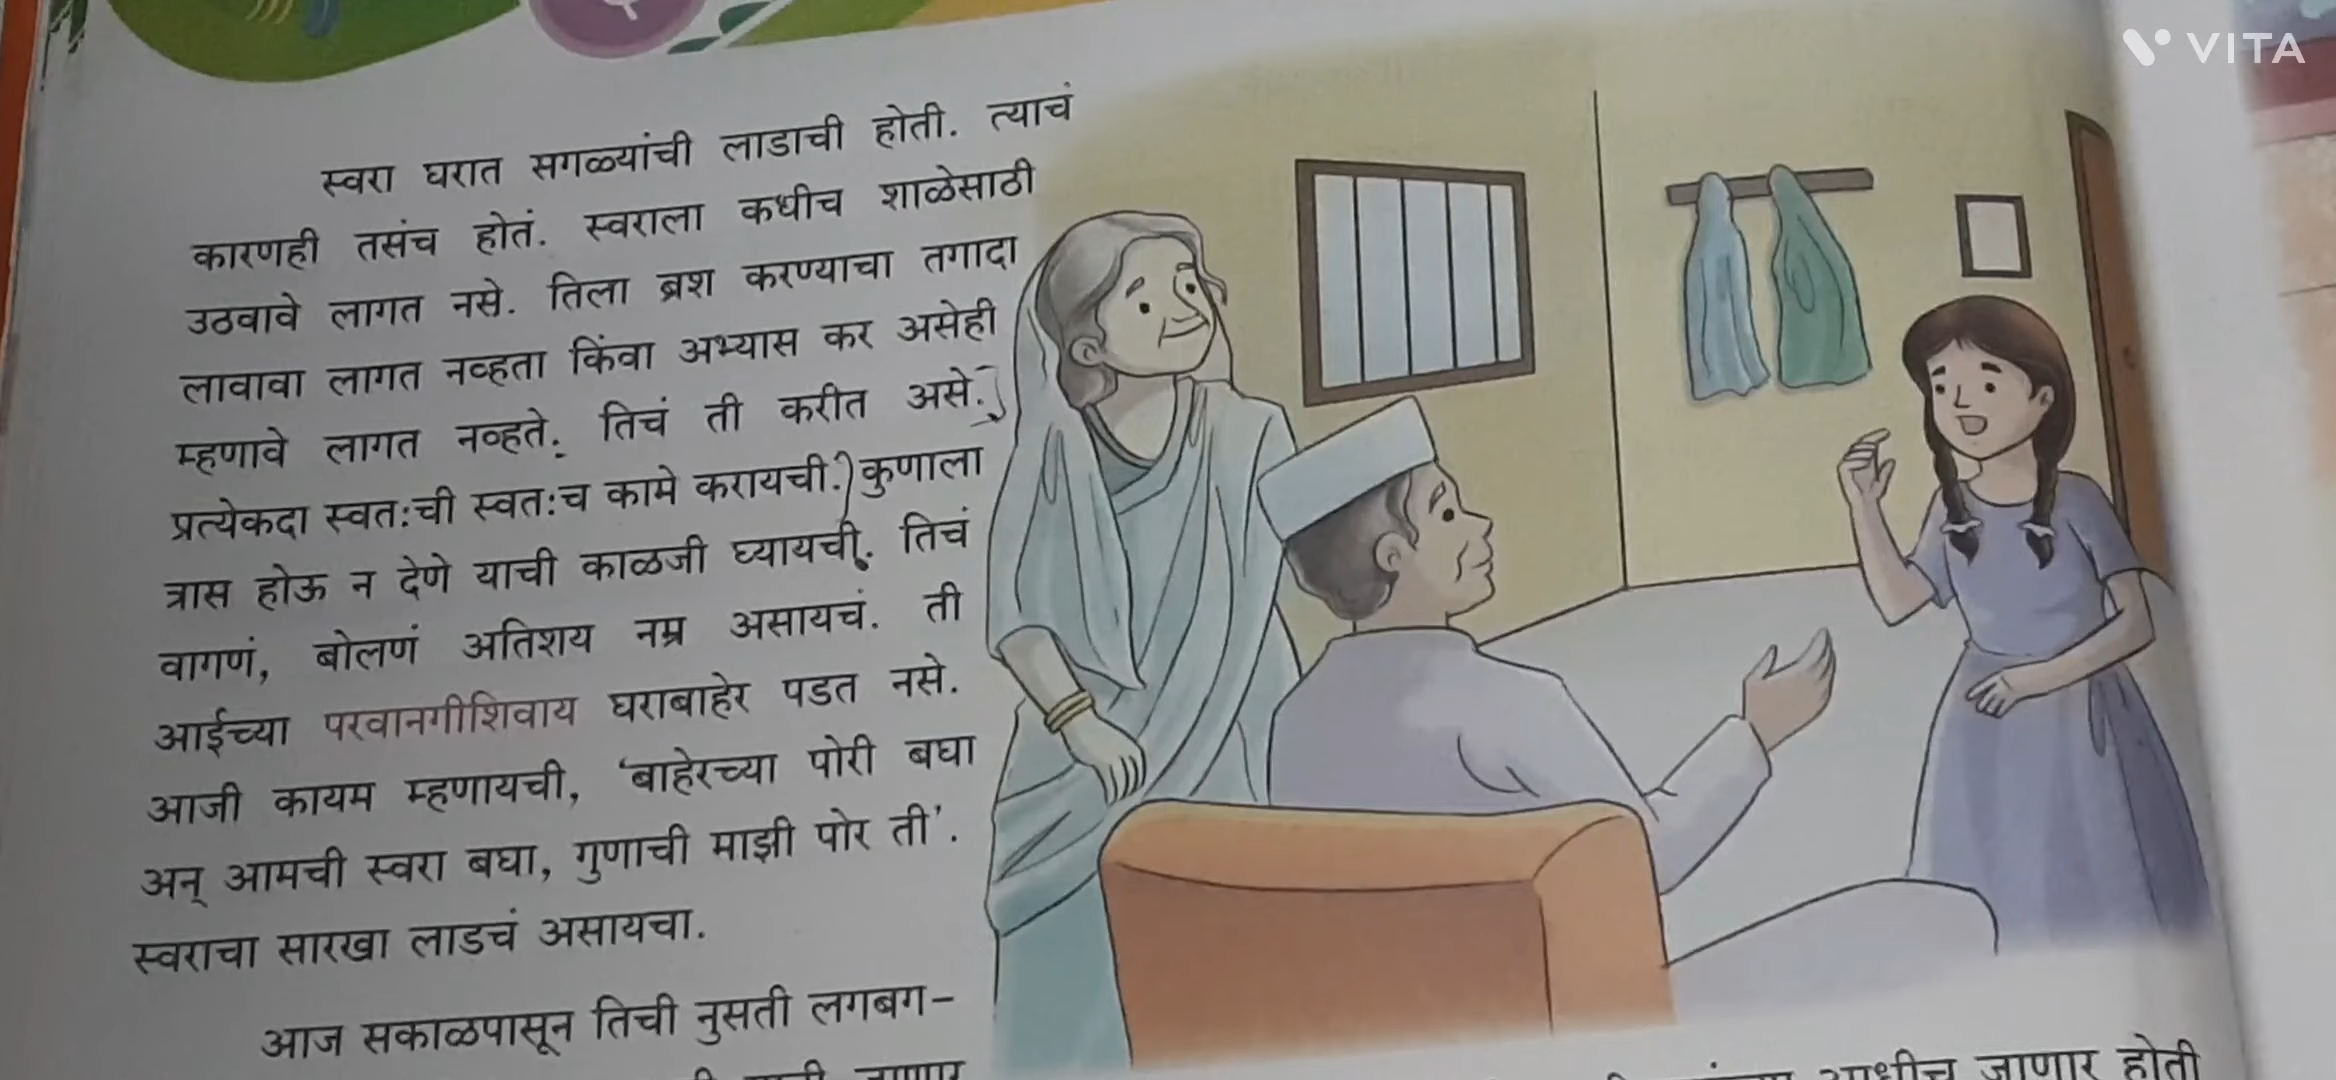 VITA
स्वरा घरात सगळ्यांची लाडाची होती. त्याचं
कारणही तसंच होतं. स्वराला कधीच शाळेसाठी
उठवावे लागत नसे. तिला ब्रश करण्याचा तगादा
लावावा लागत नव्हता किंवा अभ्यास कर असेही
म्हणावे लागत नव्हते. तिचं ती करीत असे.
प्रत्येकदा स्वतःची स्वतःच कामे करायची. कुणाला
त्रास होऊ न देणे याची काळजी घ्यायची. तिचं
वागणं, बोलणं अतिशय नम्र असायचं. ती
आईच्या परवानगीशिवाय घराबाहेर पडत नसे.
आजी कायम म्हणायची, ‘बाहेरच्या पोरी बघा
अन् आमची स्वरा बघा, गुणाची माझी पोर ती’.
स्वराचा सारखा लाडचं असायचा.
आज सकाळपासून तिची नुसती लगबग-
जाणार
आधीच जाणार होती